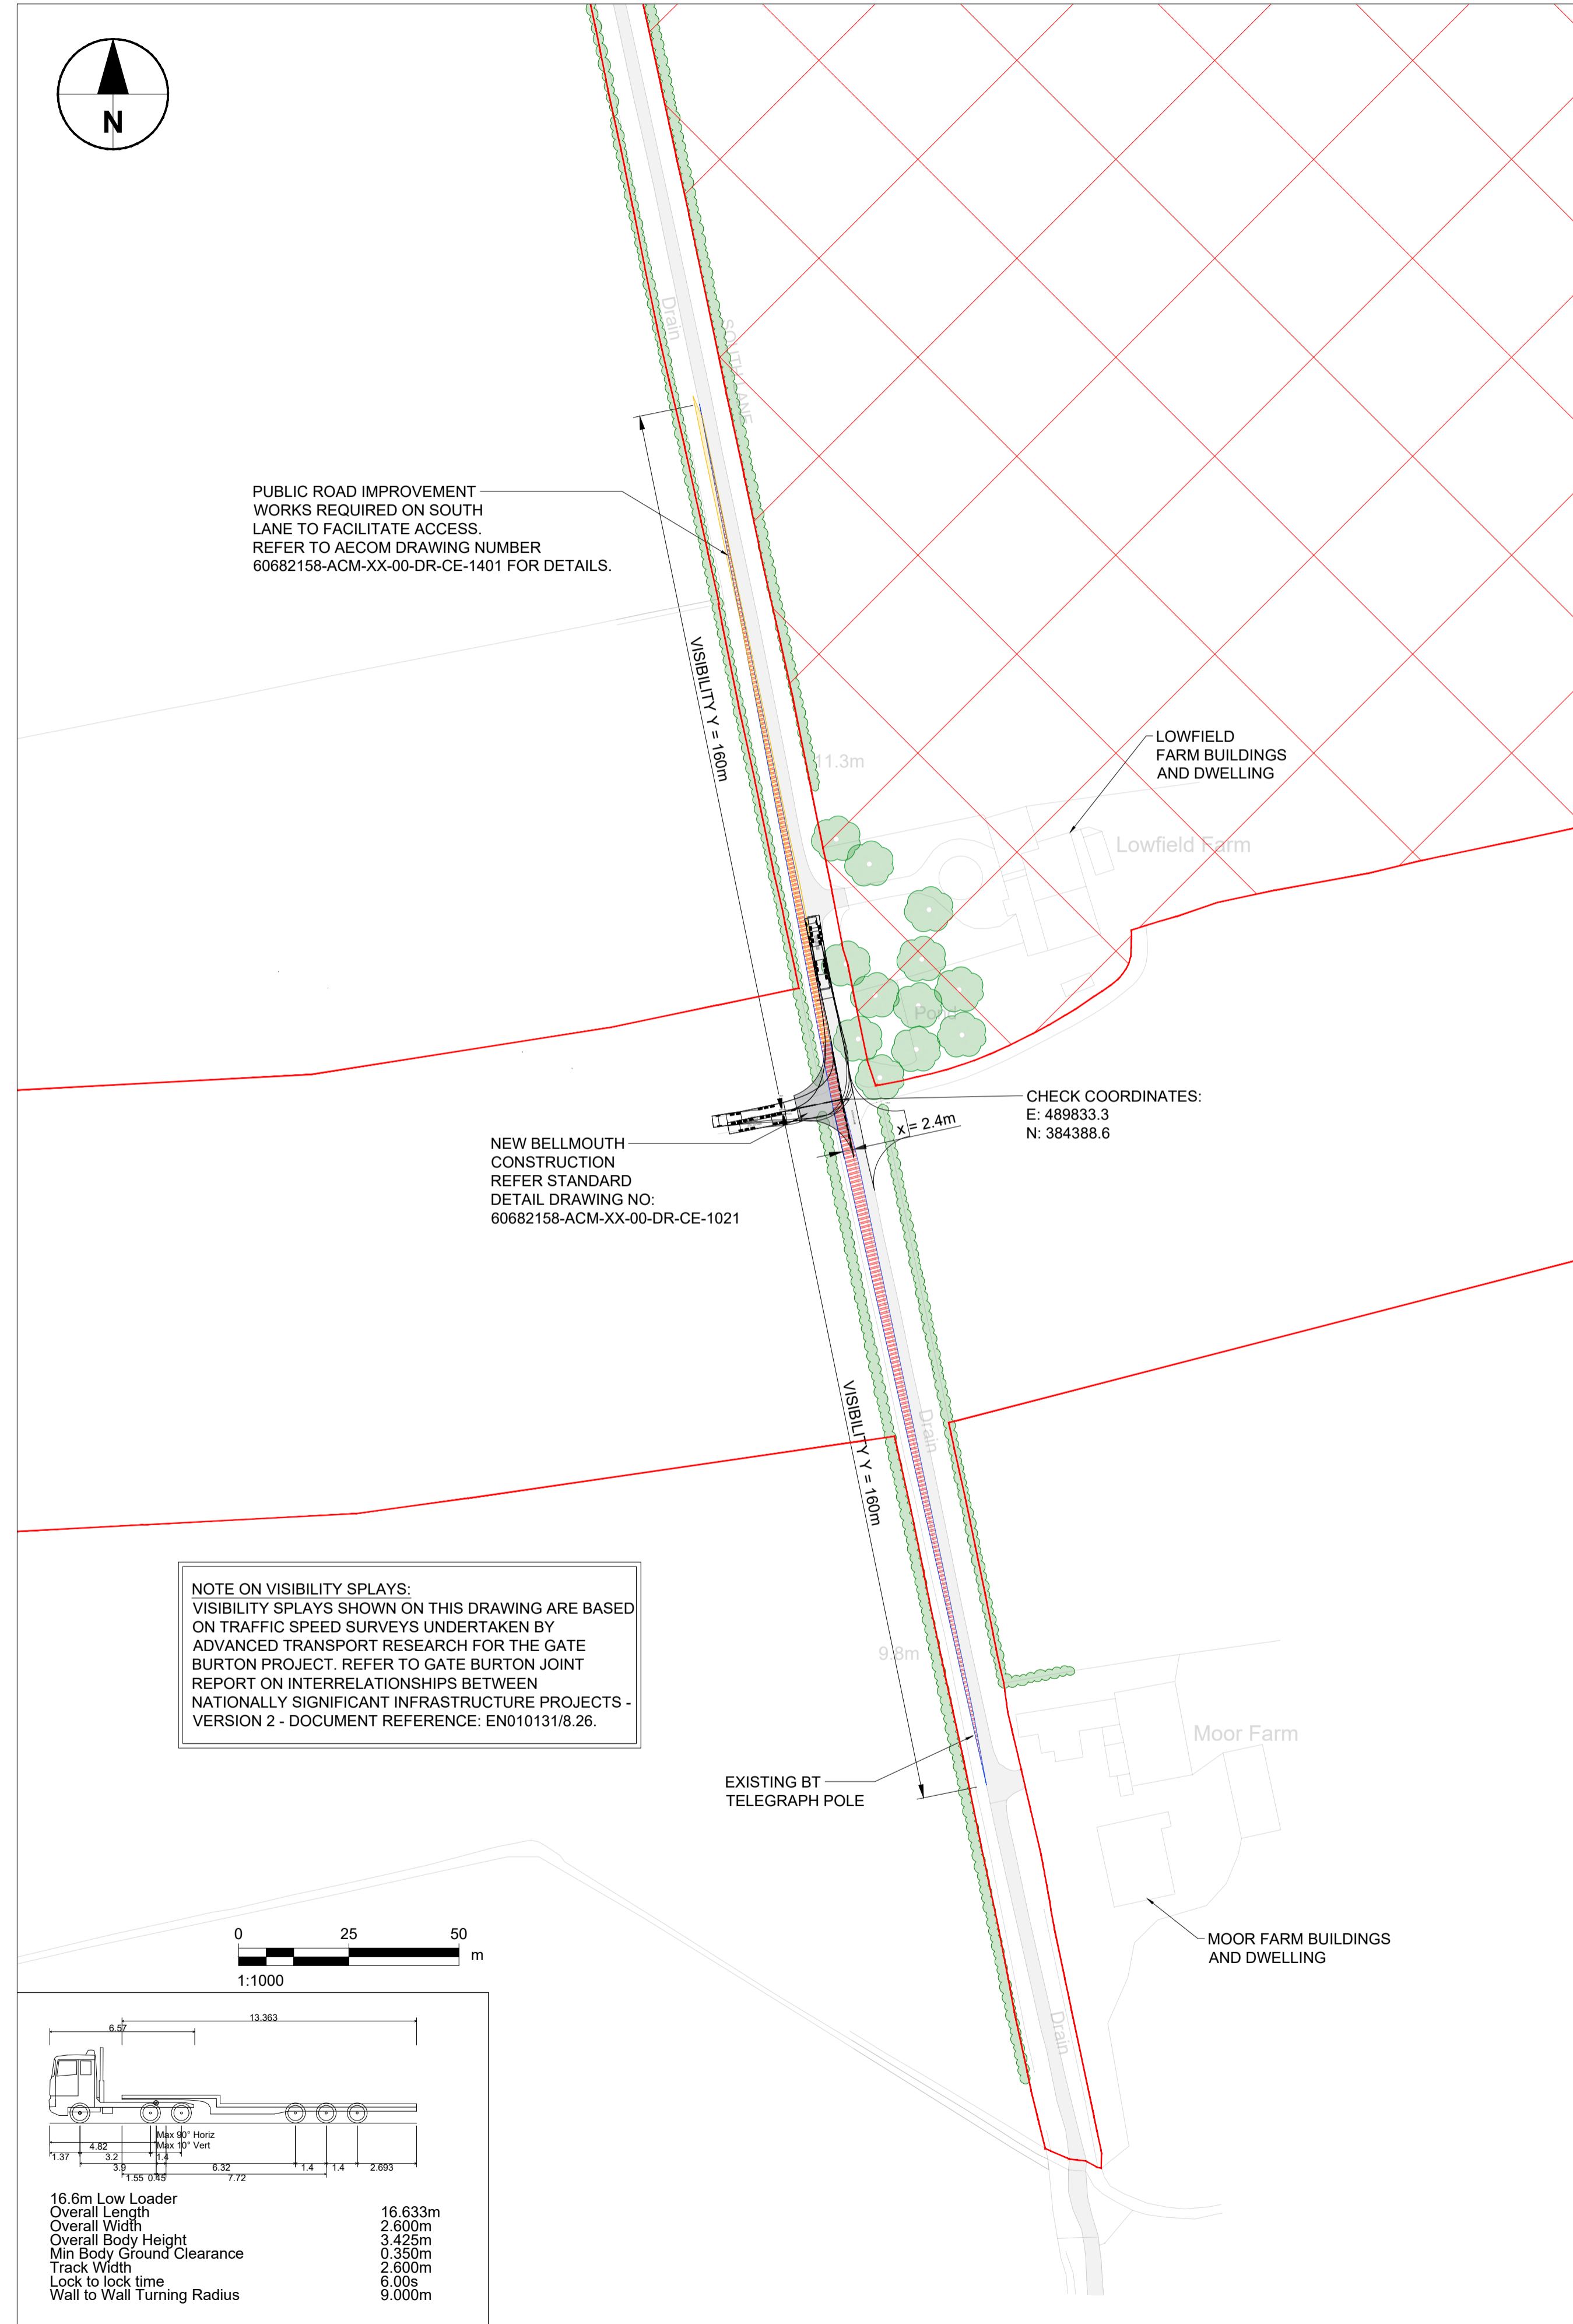 N
Drain
SOUTH LANE
PUBLIC ROAD IMPROVEMENT
WORKS REQUIRED ON SOUTH
LANE TO FACILITATE ACCESS.
REFER TO AECOM DRAWING NUMBER
60682158-ACM-XX-00-DR-CE-1401 FOR DETAILS.
VISIBILITY Y = 160m
11.3m
LOWFIELD
FARM BUILDINGS
AND DWELLING
Lowfield Farm
Pond
CHECK COORDINATES:
E: 489833.3
N: 384388.6
x = 2.4m
NEW BELLMOUTH
CONSTRUCTION
REFER STANDARD
DETAIL DRAWING NO:
60682158-ACM-XX-00-DR-CE-1021
VISIBILITY Y = 160m
Drain
NOTE ON VISIBILITY SPLAYS:
VISIBILITY SPLAYS SHOWN ON THIS DRAWING ARE BASED
ON TRAFFIC SPEED SURVEYS UNDERTAKEN BY
ADVANCED TRANSPORT RESEARCH FOR THE GATE
BURTON PROJECT. REFER TO GATE BURTON JOINT
REPORT ON INTERRELATIONSHIPS BETWEEN
NATIONALLY SIGNIFICANT INFRASTRUCTURE PROJECTS -
VERSION 2 - DOCUMENT REFERENCE: EN010131/8.26.
9.8m
Moor Farm
EXISTING BT
TELEGRAPH POLE
MOOR FARM BUILDINGS
AND DWELLING
Drain
0 25 50
m
1:1000
13.363
6.57
Max 90° Horiz
Max 10° Vert
4.82
1.37 3.2 1.4
3.9 6.32 1.4 1.4 2.693
1.55 0.45 7.72
16.6m Low Loader
Overall Length 16.633m
Overall Width 2.600m
Overall Body Height 3.425m
Min Body Ground Clearance 0.350m
Track Width 2.600m
Lock to lock time 6.00s
Wall to Wall Turning Radius 9.000m